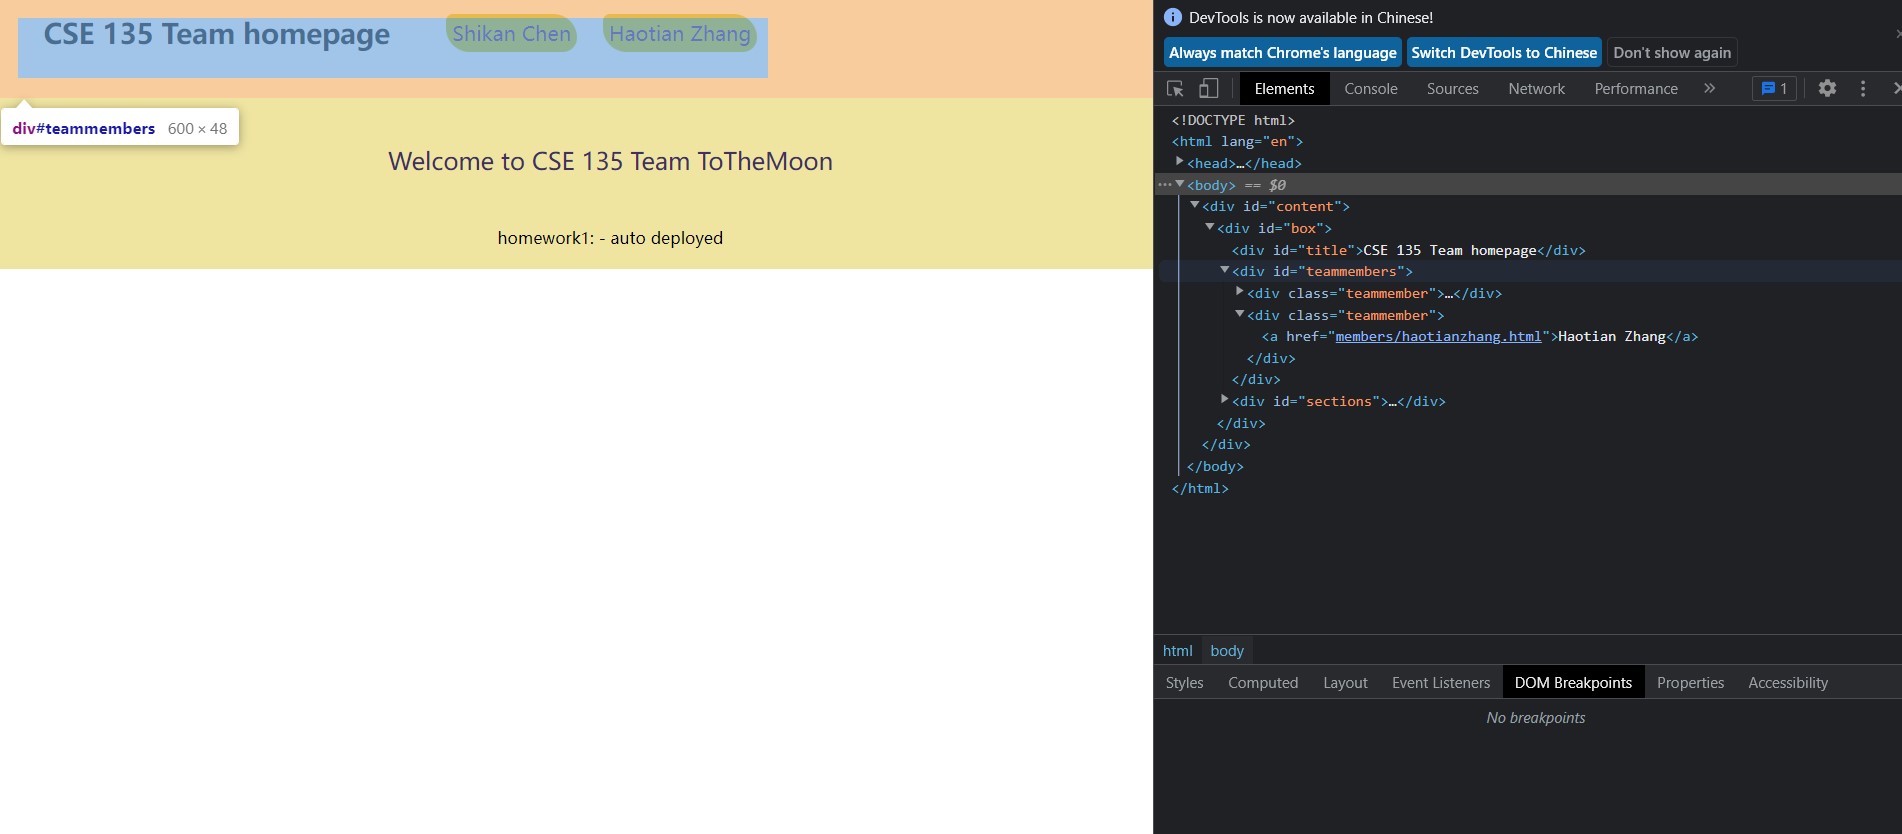 CSE 135 Team homepage
Shikan Chen
Haotian Zhang
div#teammembers 600 × 48
Welcome to CSE 135 Team ToTheMoon
homework1: - auto deployed
DevTools is now available in Chinese!
Always match Chrome's language
Switch DevTools to Chinese
Don't show again
Elements
Console
Sources
Network
Performance
»
1
<!DOCTYPE html>
<html lang="en">
<head>…</head>
<body> == $0
<div id="content">
<div id="box">
<div id="title">CSE 135 Team homepage</div>
<div id="teammembers">
<div class="teammember">…</div>
<div class="teammember">
<a href="members/haotianzhang.html">Haotian Zhang</a>
</div>
</div>
<div id="sections">…</div>
</div>
</div>
</body>
</html>
html
body
Styles
Computed
Layout
Event Listeners
DOM Breakpoints
Properties
Accessibility
No breakpoints